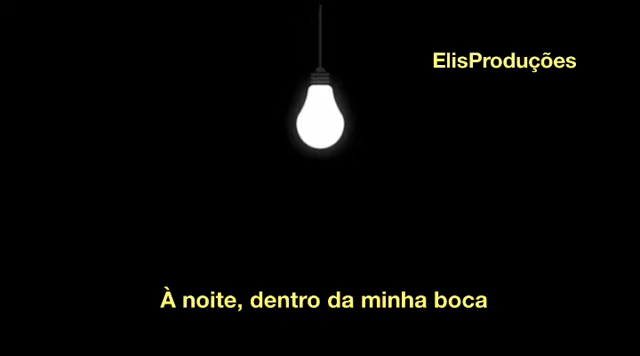 ElisProduções
À noite, dentro da minha boca